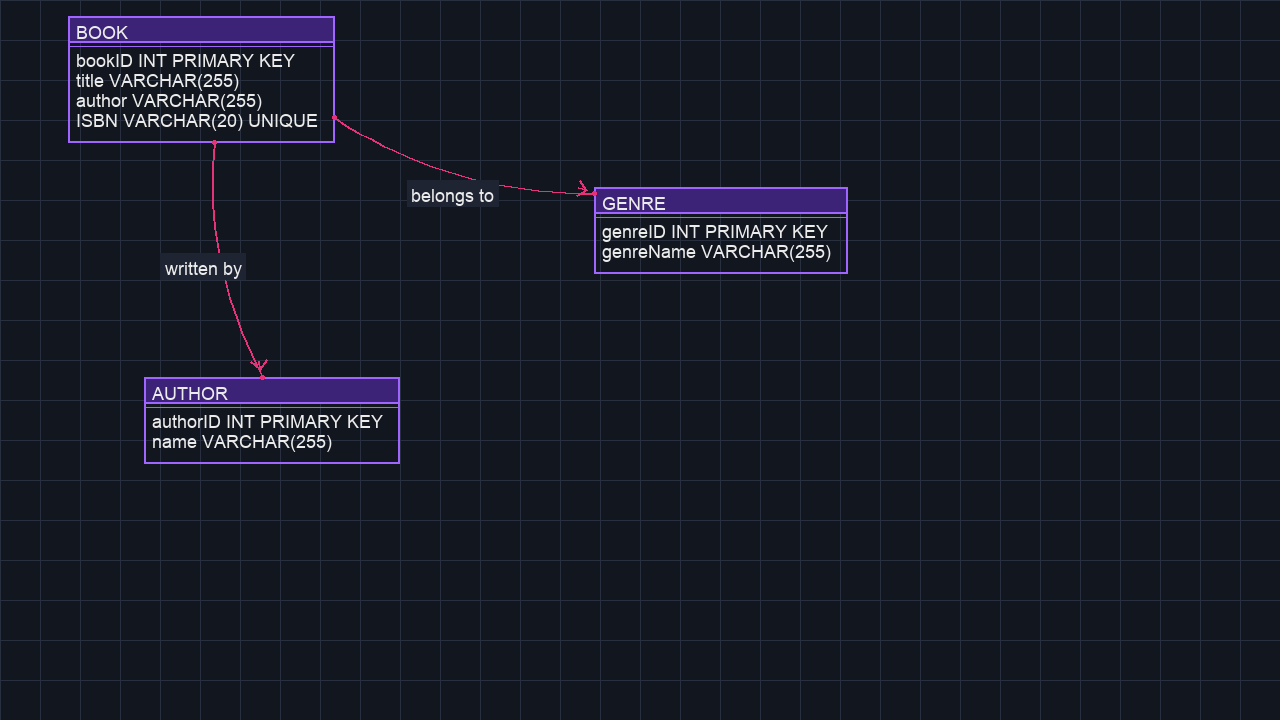 BOOK
bookID INT PRIMARY KEY
title VARCHAR(255)
author VARCHAR(255)
ISBN VARCHAR(20) UNIQUE
belongs to
GENRE
genreID INT PRIMARY KEY
genreName VARCHAR(255)
written by
AUTHOR
authorID INT PRIMARY KEY
name VARCHAR(255)